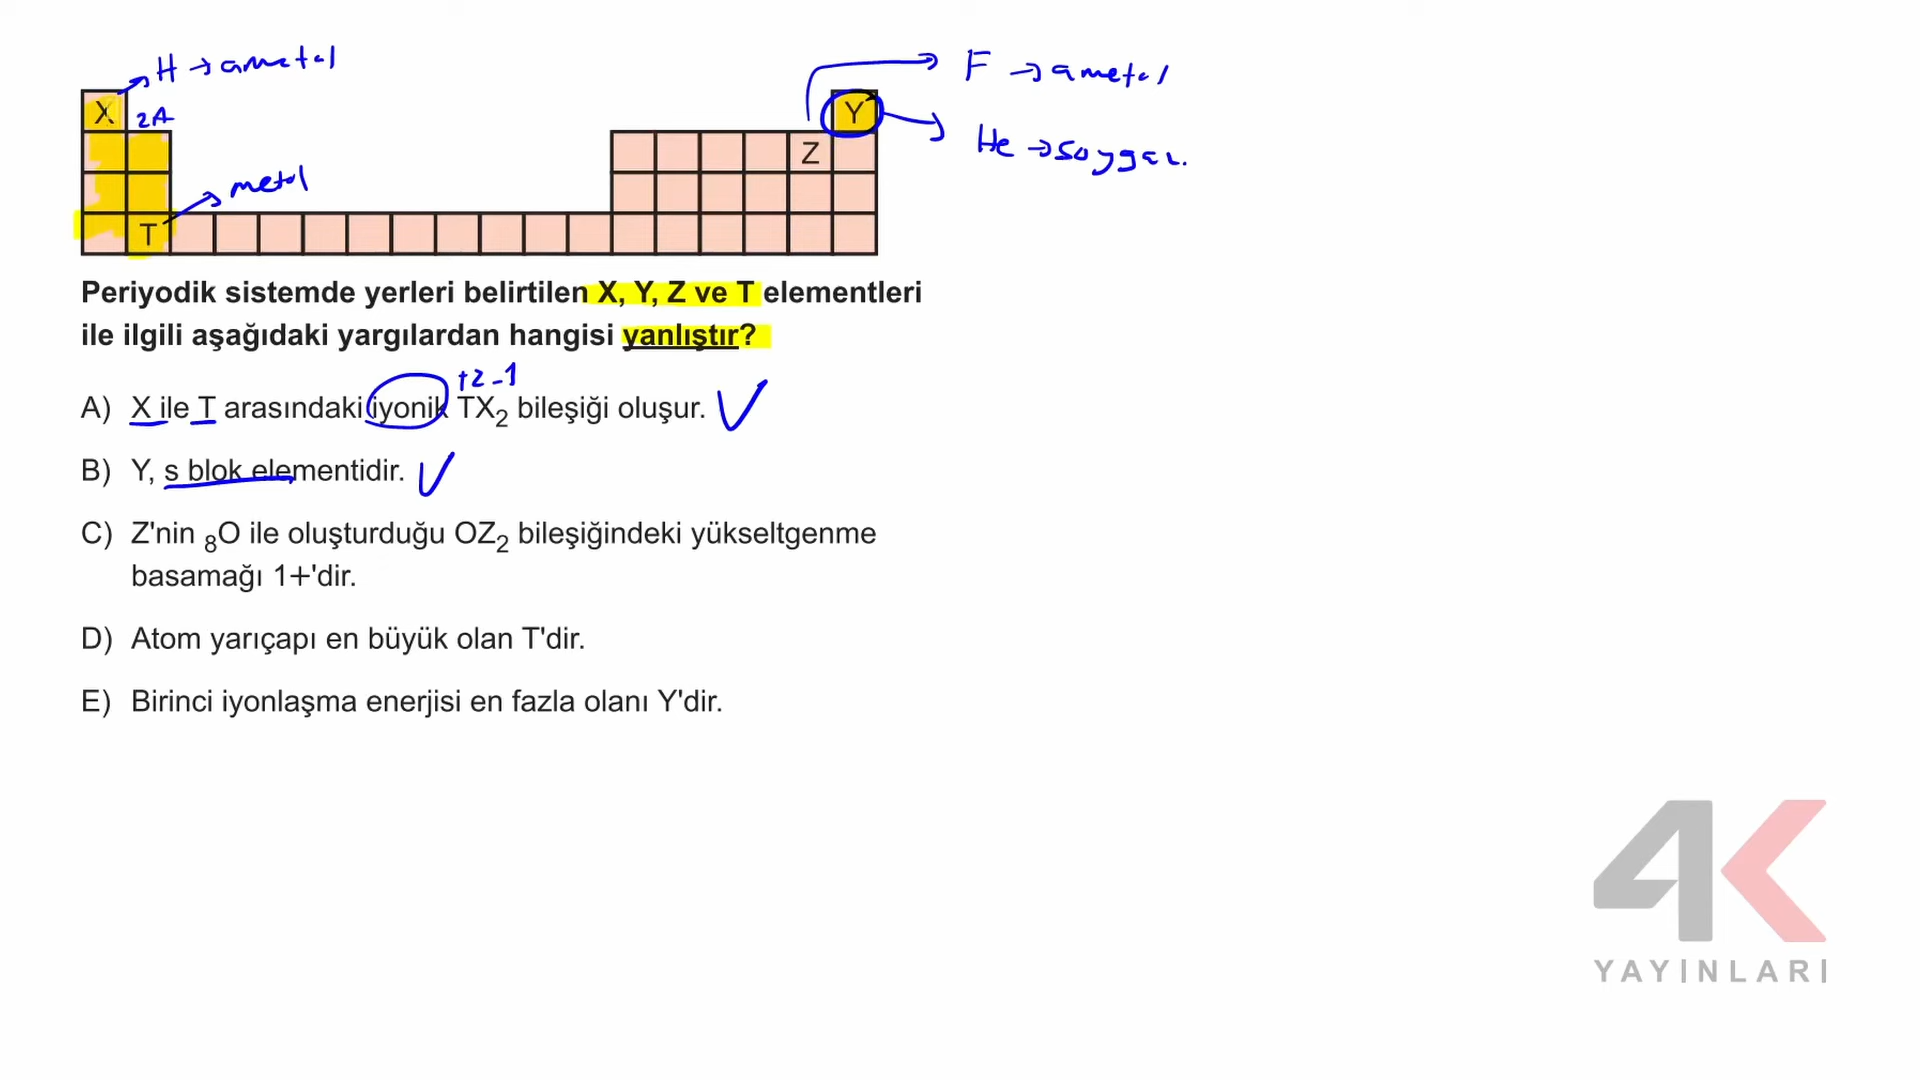 H → ametal
F → ametal
X
2A
Y
He → soygaz.
Z
metal
T
Periyodik sistemde yerleri belirtilen X, Y, Z ve T elementleri
ile ilgili aşağıdaki yargılardan hangisi yanlıştır?
+2 -1
A) X ile T arasındaki iyonik TX₂ bileşiği oluşur.
B) Y, s blok elementidir.
C) Z'nin ₈O ile oluşturduğu OZ₂ bileşiğindeki yükseltgenme
basamağı 1+'dir.
D) Atom yarıçapı en büyük olan T'dir.
E) Birinci iyonlaşma enerjisi en fazla olanı Y'dir.
4K
YAYINLARI